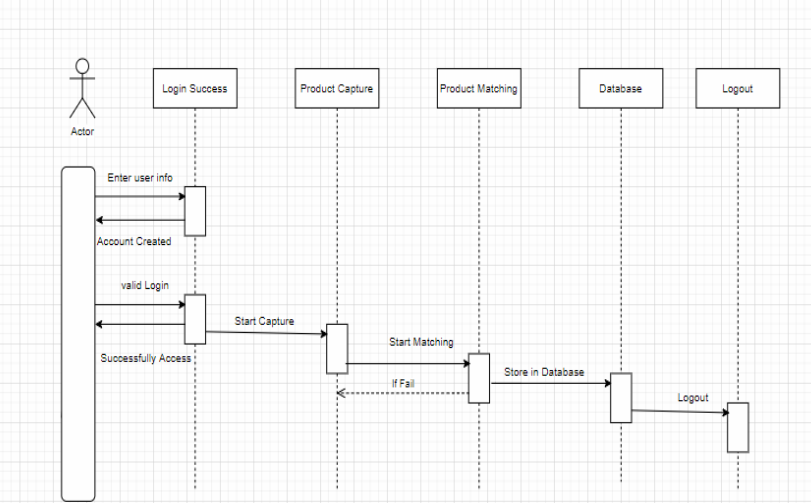 Login Success
Product Capture
Product Matching
Database
Logout
Actor
Enter user info
Account Created
valid Login
Start Capture
Successfully Access
Start Matching
If Fail
Store in Database
Logout